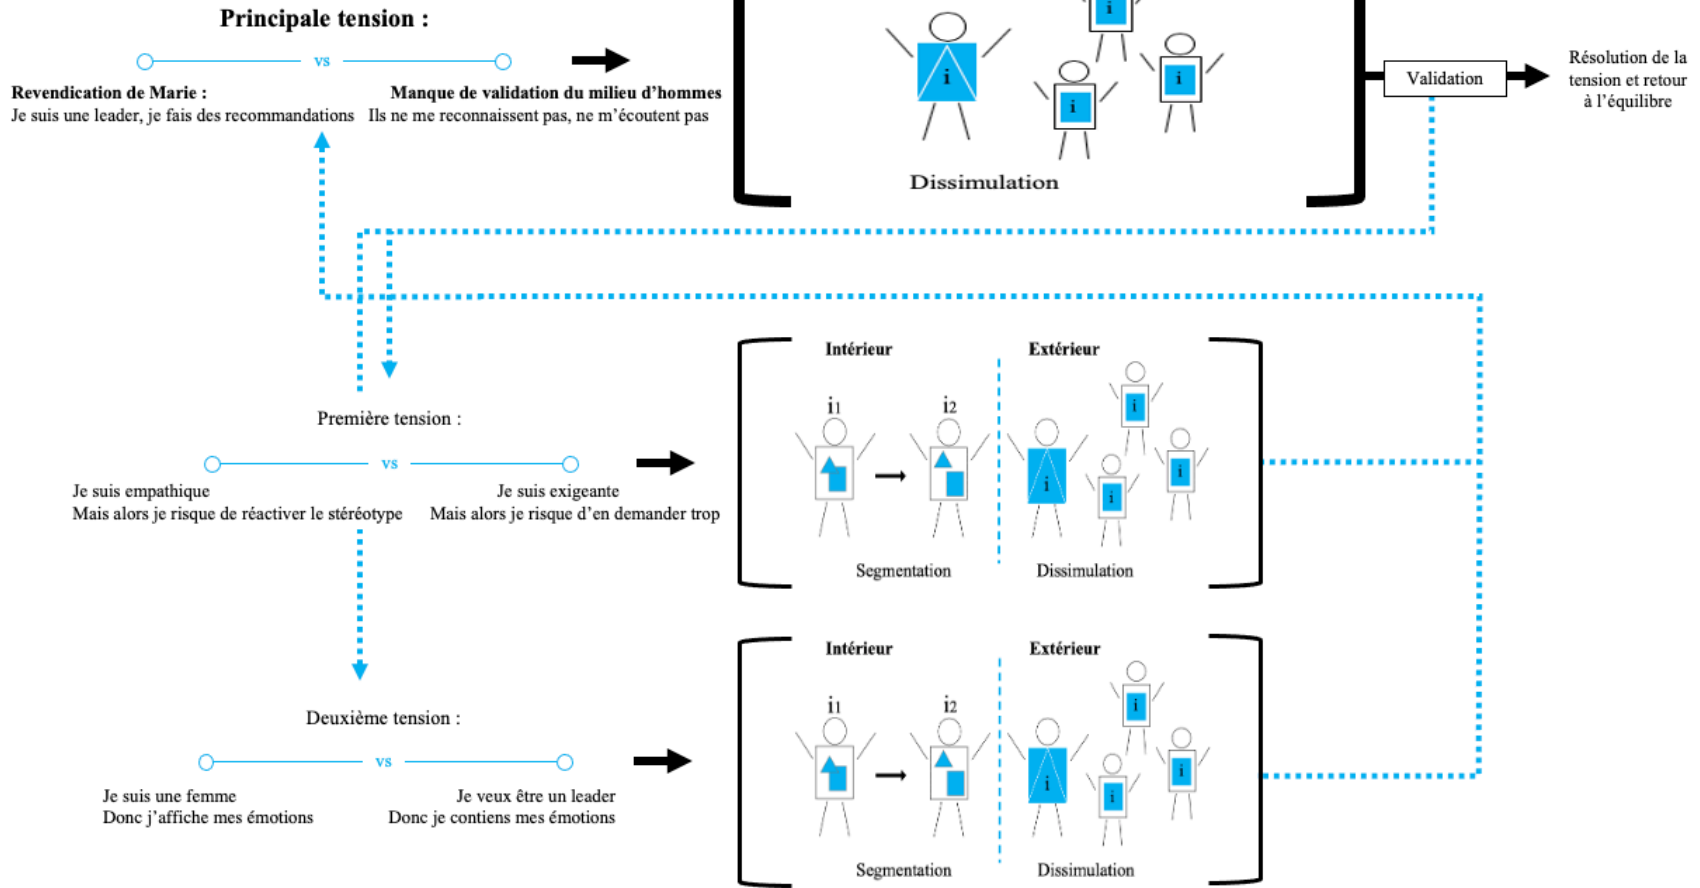 Principale tension :
vs
Revendication de Marie :
Je suis une leader, je fais des recommandations
Manque de validation du milieu d’hommes
Ils ne me reconnaissent pas, ne m’écoutent pas
i
i
i
i
Dissimulation
Validation
Résolution de la
tension et retour
à l’équilibre
Première tension :
vs
Je suis empathique
Mais alors je risque de réactiver le stéréotype
Je suis exigeante
Mais alors je risque d’en demander trop
Intérieur
Extérieur
i1
i2
i
i
i
i
Segmentation
Dissimulation
Deuxième tension :
vs
Je suis une femme
Donc j’affiche mes émotions
Je veux être un leader
Donc je contiens mes émotions
Intérieur
Extérieur
i1
i2
i
i
i
i
Segmentation
Dissimulation